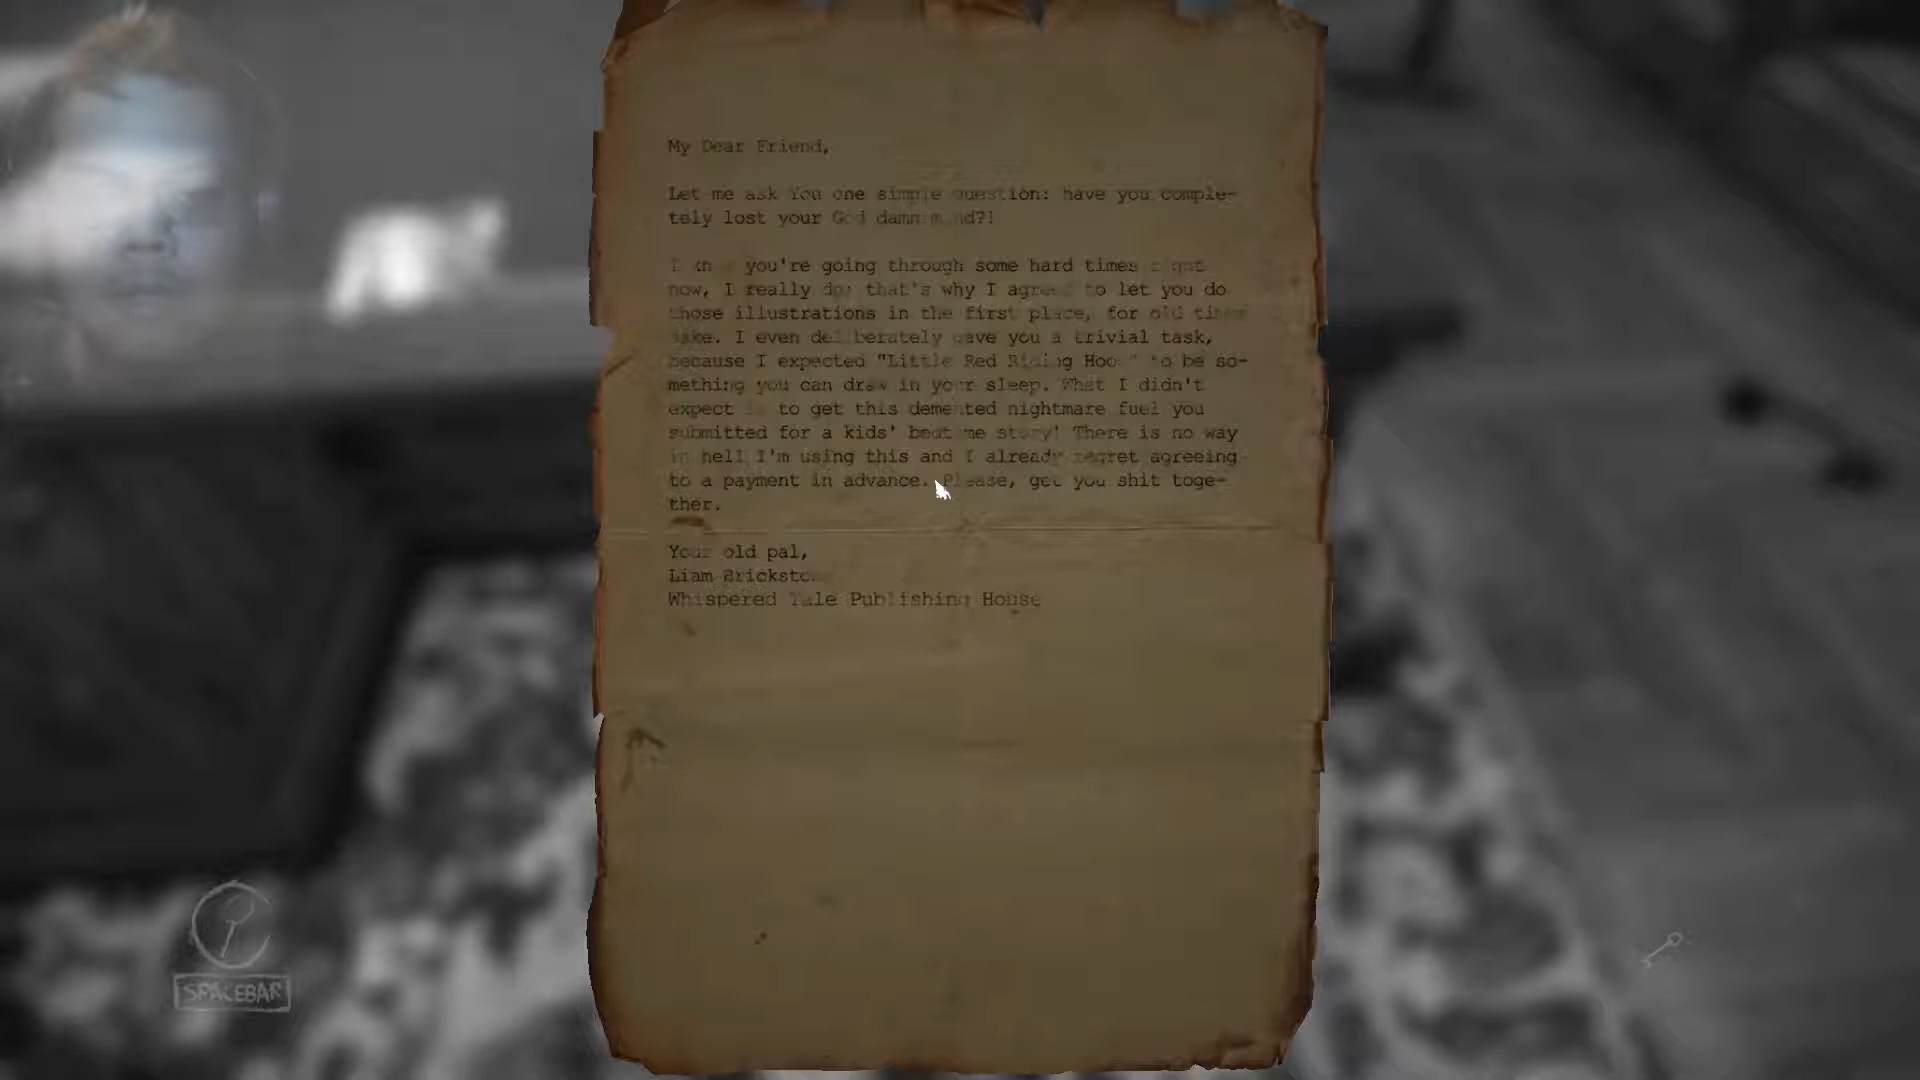 My Dear Friend,
Let me ask You one simple question: have you comple-
tely lost your God damn mind?!
I know you're going through some hard times right
now, I really do; that's why I agreed to let you do
those illustrations in the first place, for old times
sake. I even deliberately gave you a trivial task,
because I expected "Little Red Riding Hood" to be so-
mething you can draw in your sleep. What I didn't
expect is to get this demented nightmare fuel you
submitted for a kids' bedtime story! There is no way
in hell I'm using this and I already regret agreeing
to a payment in advance. Please, get you shit toge-
ther.
Your old pal,
Liam
Whispered Tale Publishing House
SPACEBAR